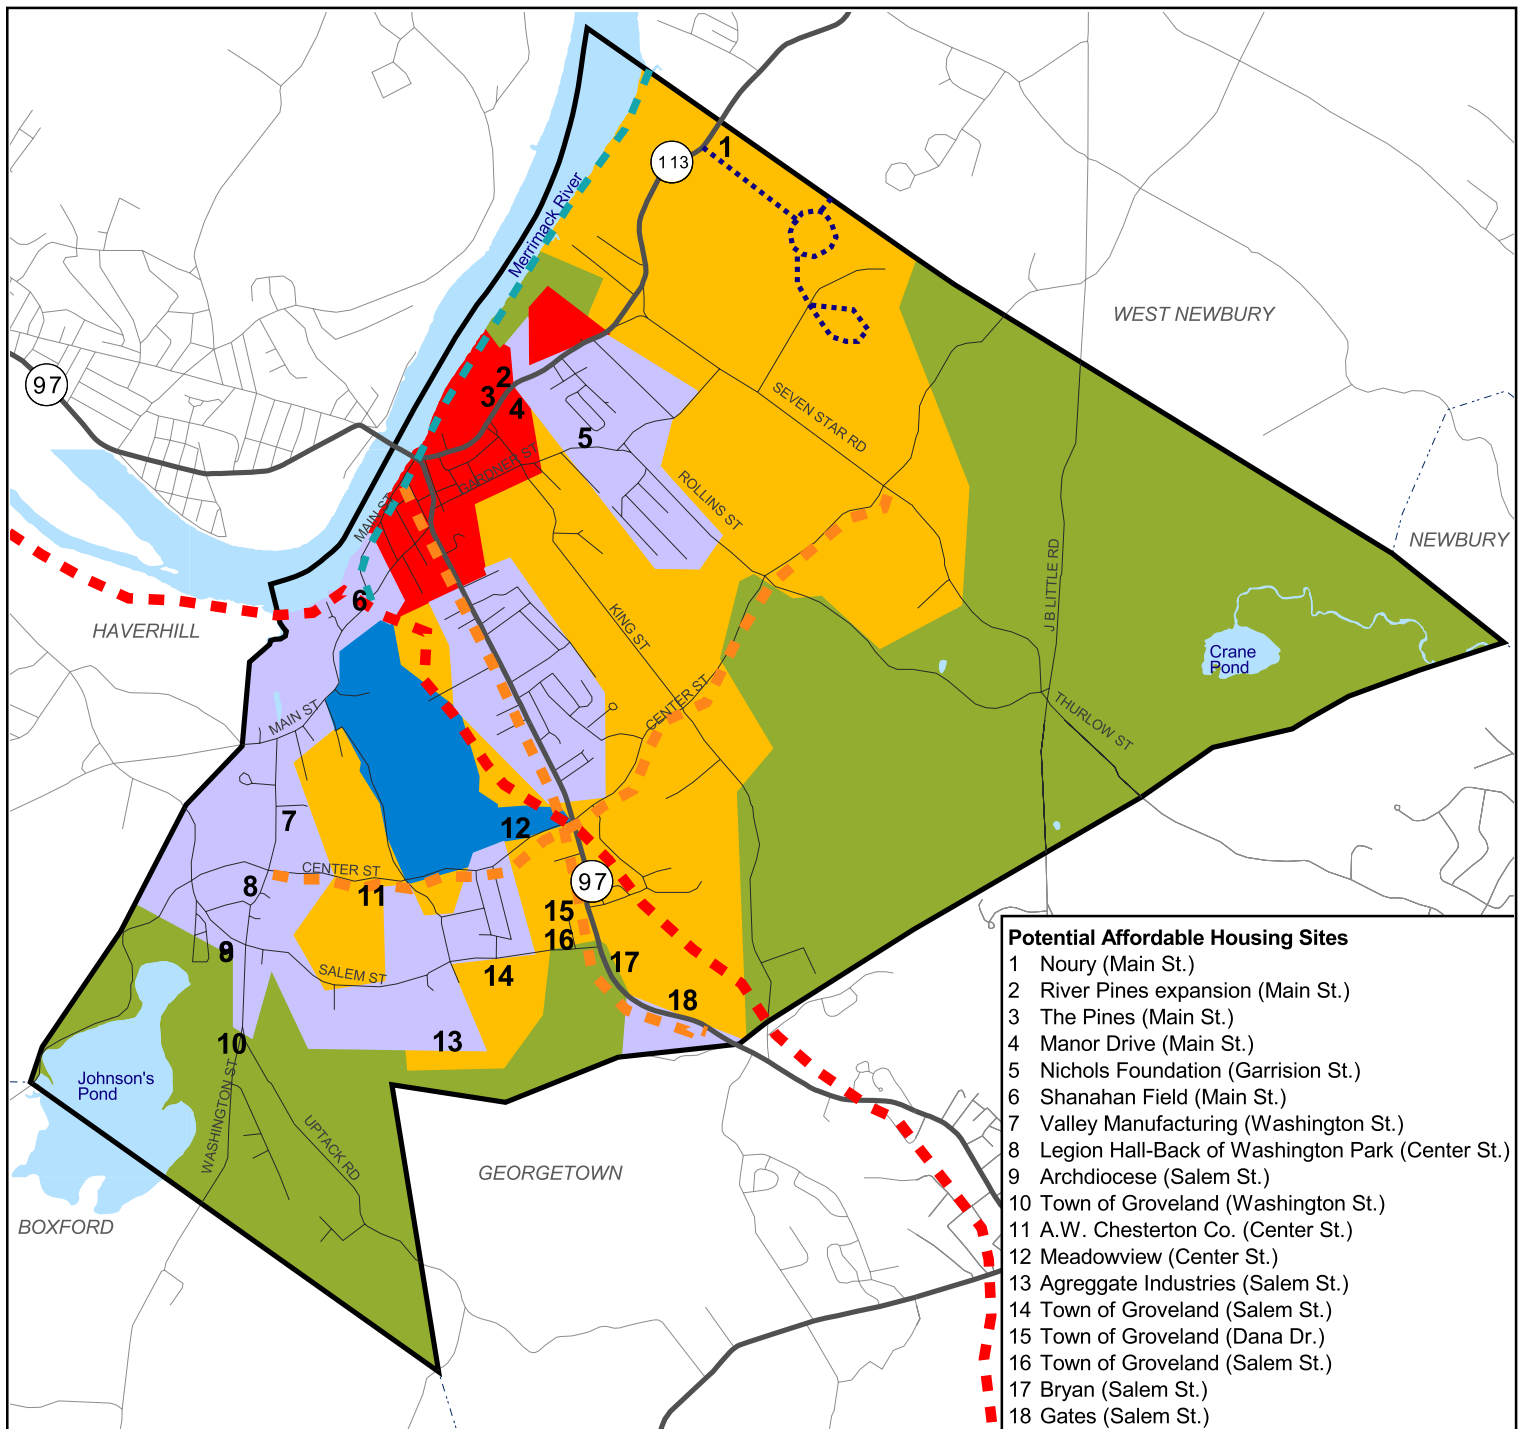 1
113
Merrimack River
WEST NEWBURY
97
2
3
4
SEVEN STAR RD
5
GARDNER ST
ROLLINS ST
MAIN ST
NEWBURY
J B LITTLE RD
6
KING ST
HAVERHILL
Crane
Pond
CENTER ST
MAIN ST
THURLOW ST
7
12
CENTER ST
8
11
97
15
16
9
SALEM ST
14
17
18
10
13
Johnson's
Pond
WASHINGTON ST
UPTACK RD
GEORGETOWN
BOXFORD
Potential Affordable Housing Sites
1 Noury (Main St.)
2 River Pines expansion (Main St.)
3 The Pines (Main St.)
4 Manor Drive (Main St.)
5 Nichols Foundation (Garrision St.)
6 Shanahan Field (Main St.)
7 Valley Manufacturing (Washington St.)
8 Legion Hall-Back of Washington Park (Center St.)
9 Archdiocese (Salem St.)
10 Town of Groveland (Washington St.)
11 A.W. Chesterton Co. (Center St.)
12 Meadowview (Center St.)
13 Agreggate Industries (Salem St.)
14 Town of Groveland (Salem St.)
15 Town of Groveland (Dana Dr.)
16 Town of Groveland (Salem St.)
17 Bryan (Salem St.)
18 Gates (Salem St.)